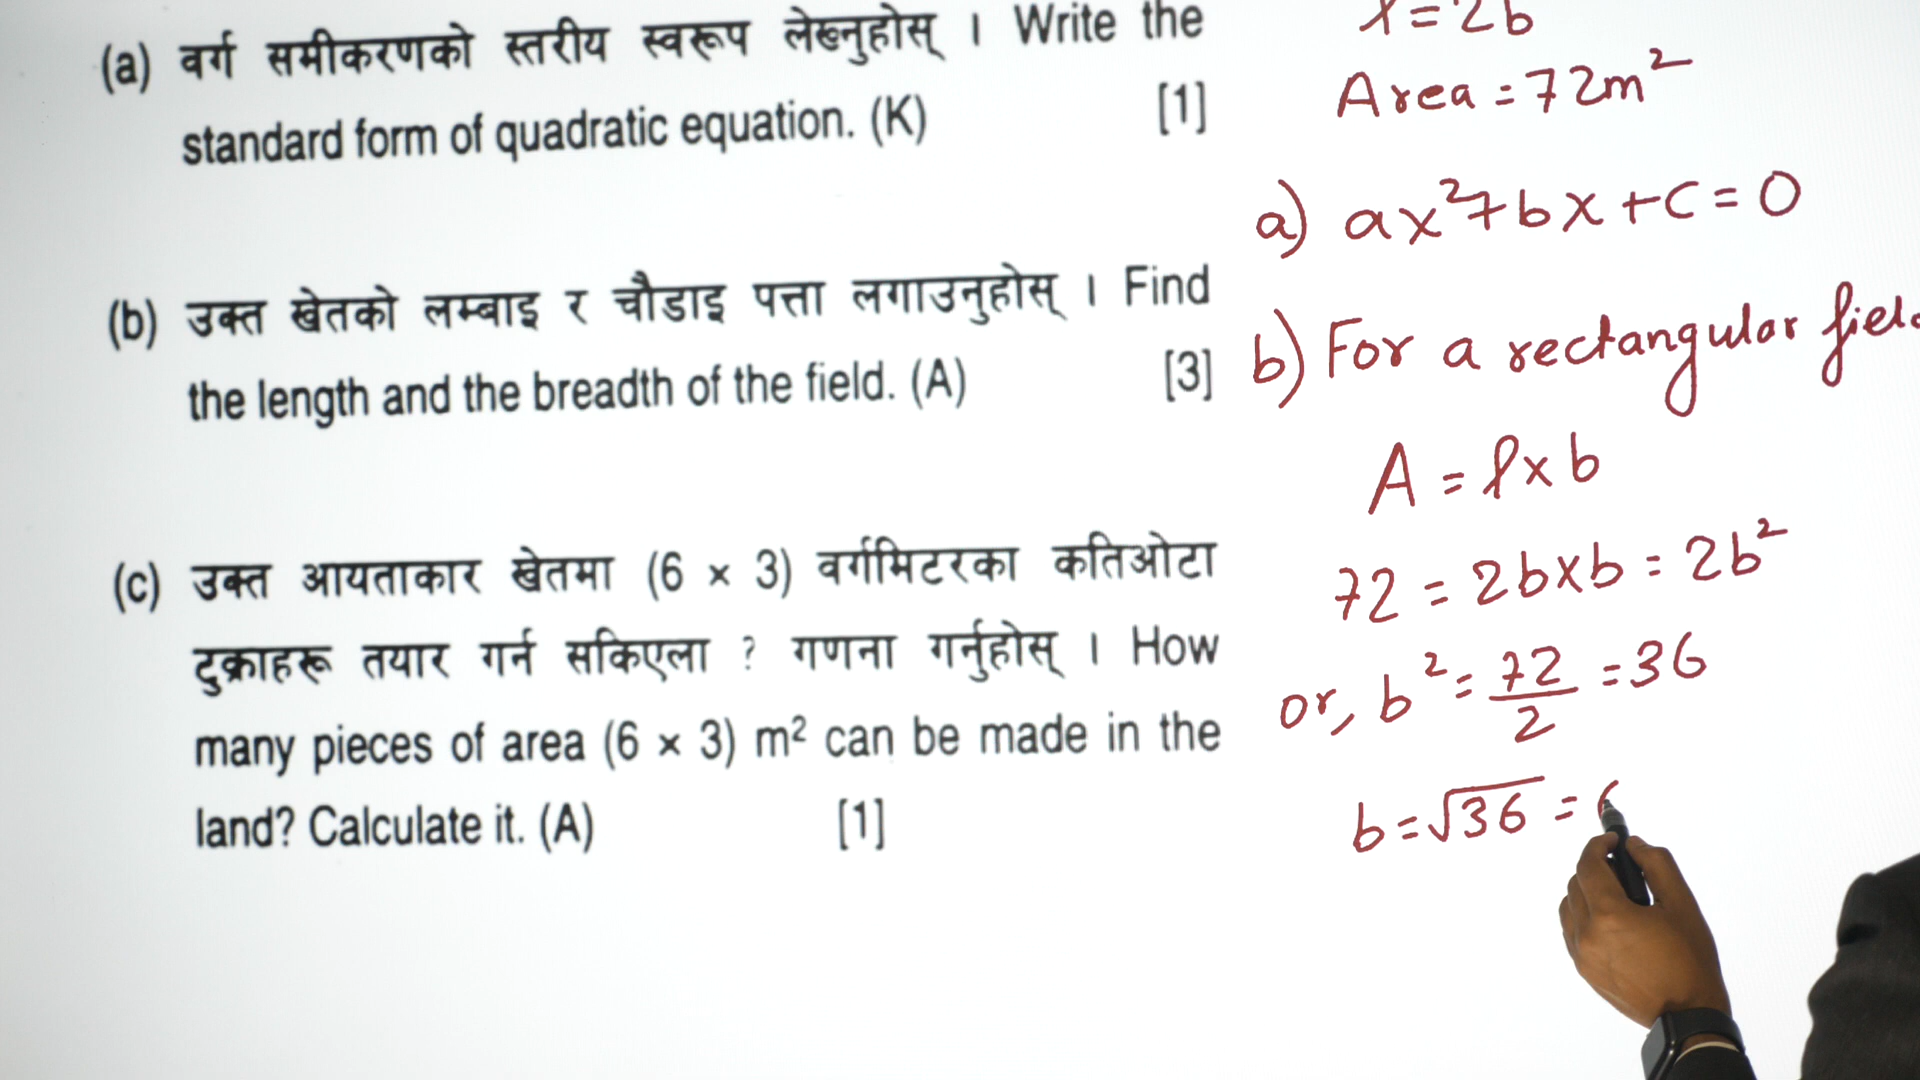 (a) वर्ग समीकरणको स्तरीय स्वरूप लेख्नुहोस् । Write the
standard form of quadratic equation. (K) [1]
(b) उक्त खेतको लम्बाइ र चौडाइ पत्ता लगाउनुहोस् । Find
the length and the breadth of the field. (A) [3]
(c) उक्त आयताकार खेतमा (6 × 3) वर्गमिटरका कतिओटा
टुक्राहरू तयार गर्न सकिएला ? गणना गर्नुहोस् । How
many pieces of area (6 × 3) m² can be made in the
land? Calculate it. (A) [1]
l = 2b
Area = 72m²
a) ax²+bx+c=0
b) For a rectangular field
A = l×b
72 = 2b×b = 2b²
or, b² = 72/2 = 36
b = √36 = 6